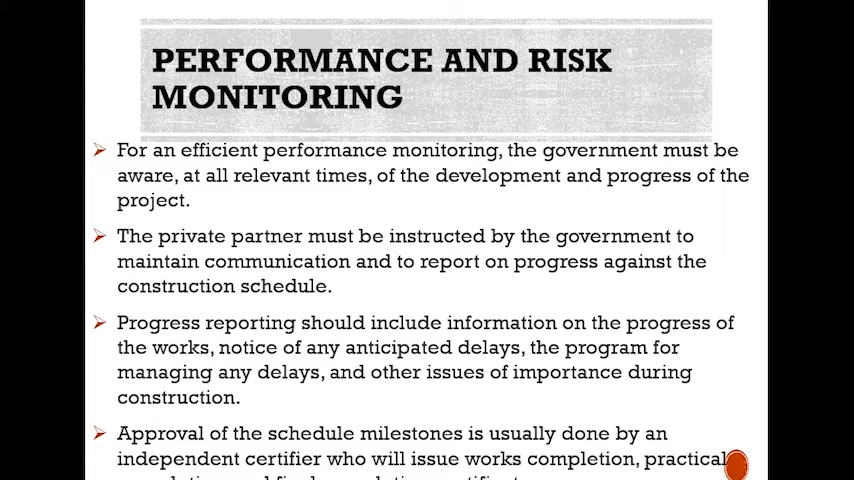 PERFORMANCE AND RISK
MONITORING
For an efficient performance monitoring, the government must be
aware, at all relevant times, of the development and progress of the
project.
The private partner must be instructed by the government to
maintain communication and to report on progress against the
construction schedule.
Progress reporting should include information on the progress of
the works, notice of any anticipated delays, the program for
managing any delays, and other issues of importance during
construction.
Approval of the schedule milestones is usually done by an
independent certifier who will issue works completion, practical